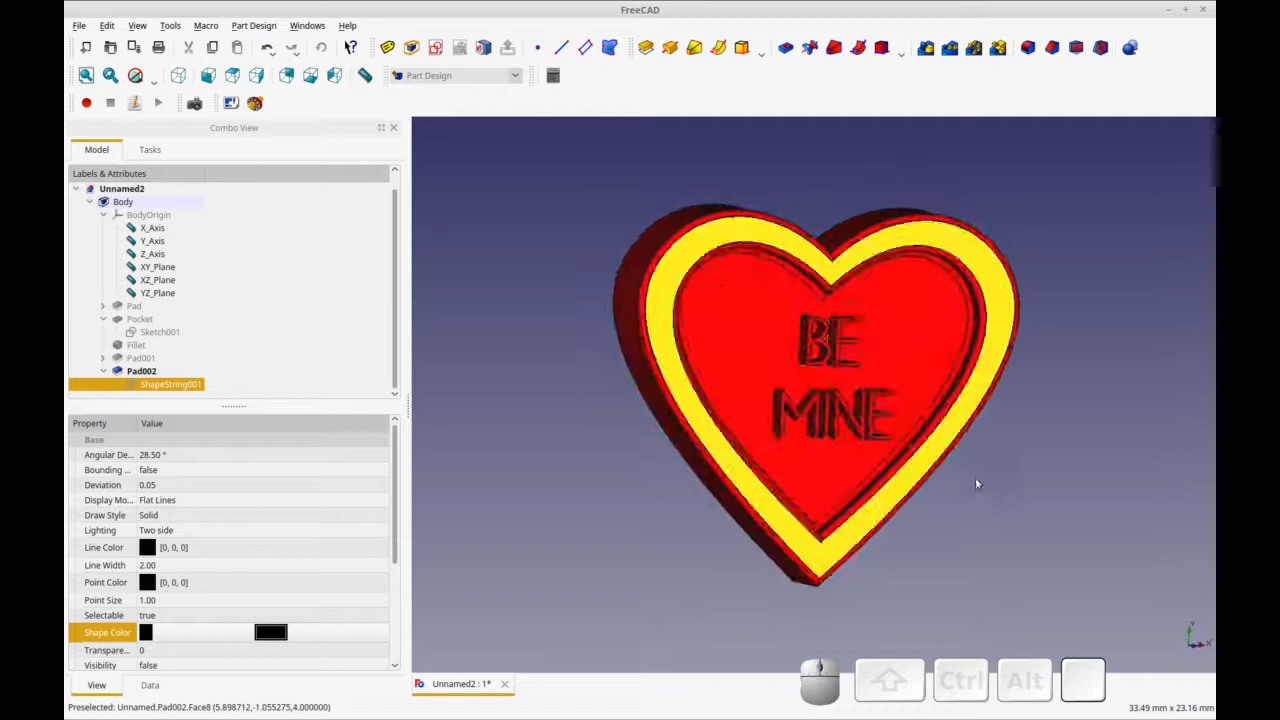 FreeCAD
File Edit View Tools Macro Part Design Windows Help
Part Design
Combo View
Model Tasks
Labels & Attributes
Unnamed2
Body
BodyOrigin
X_Axis
Y_Axis
Z_Axis
XY_Plane
XZ_Plane
YZ_Plane
Pad
Pocket
Sketch001
Fillet
Pad001
Pad002
ShapeString001
Property Value
Base
Angular De... 28.50 °
Bounding ... false
Deviation 0.05
Display Mo... Flat Lines
Draw Style Solid
Lighting Two side
Line Color [0, 0, 0]
Line Width 2.00
Point Color [0, 0, 0]
Point Size 1.00
Selectable true
Shape Color
Transpare... 0
Visibility false
View Data
BE
MINE
Y
X
Unnamed2 : 1*
Ctrl Alt
Preselected: Unnamed.Pad002.Face8 (5.898712,-1.055275,4.000000)
33.49 mm x 23.16 mm